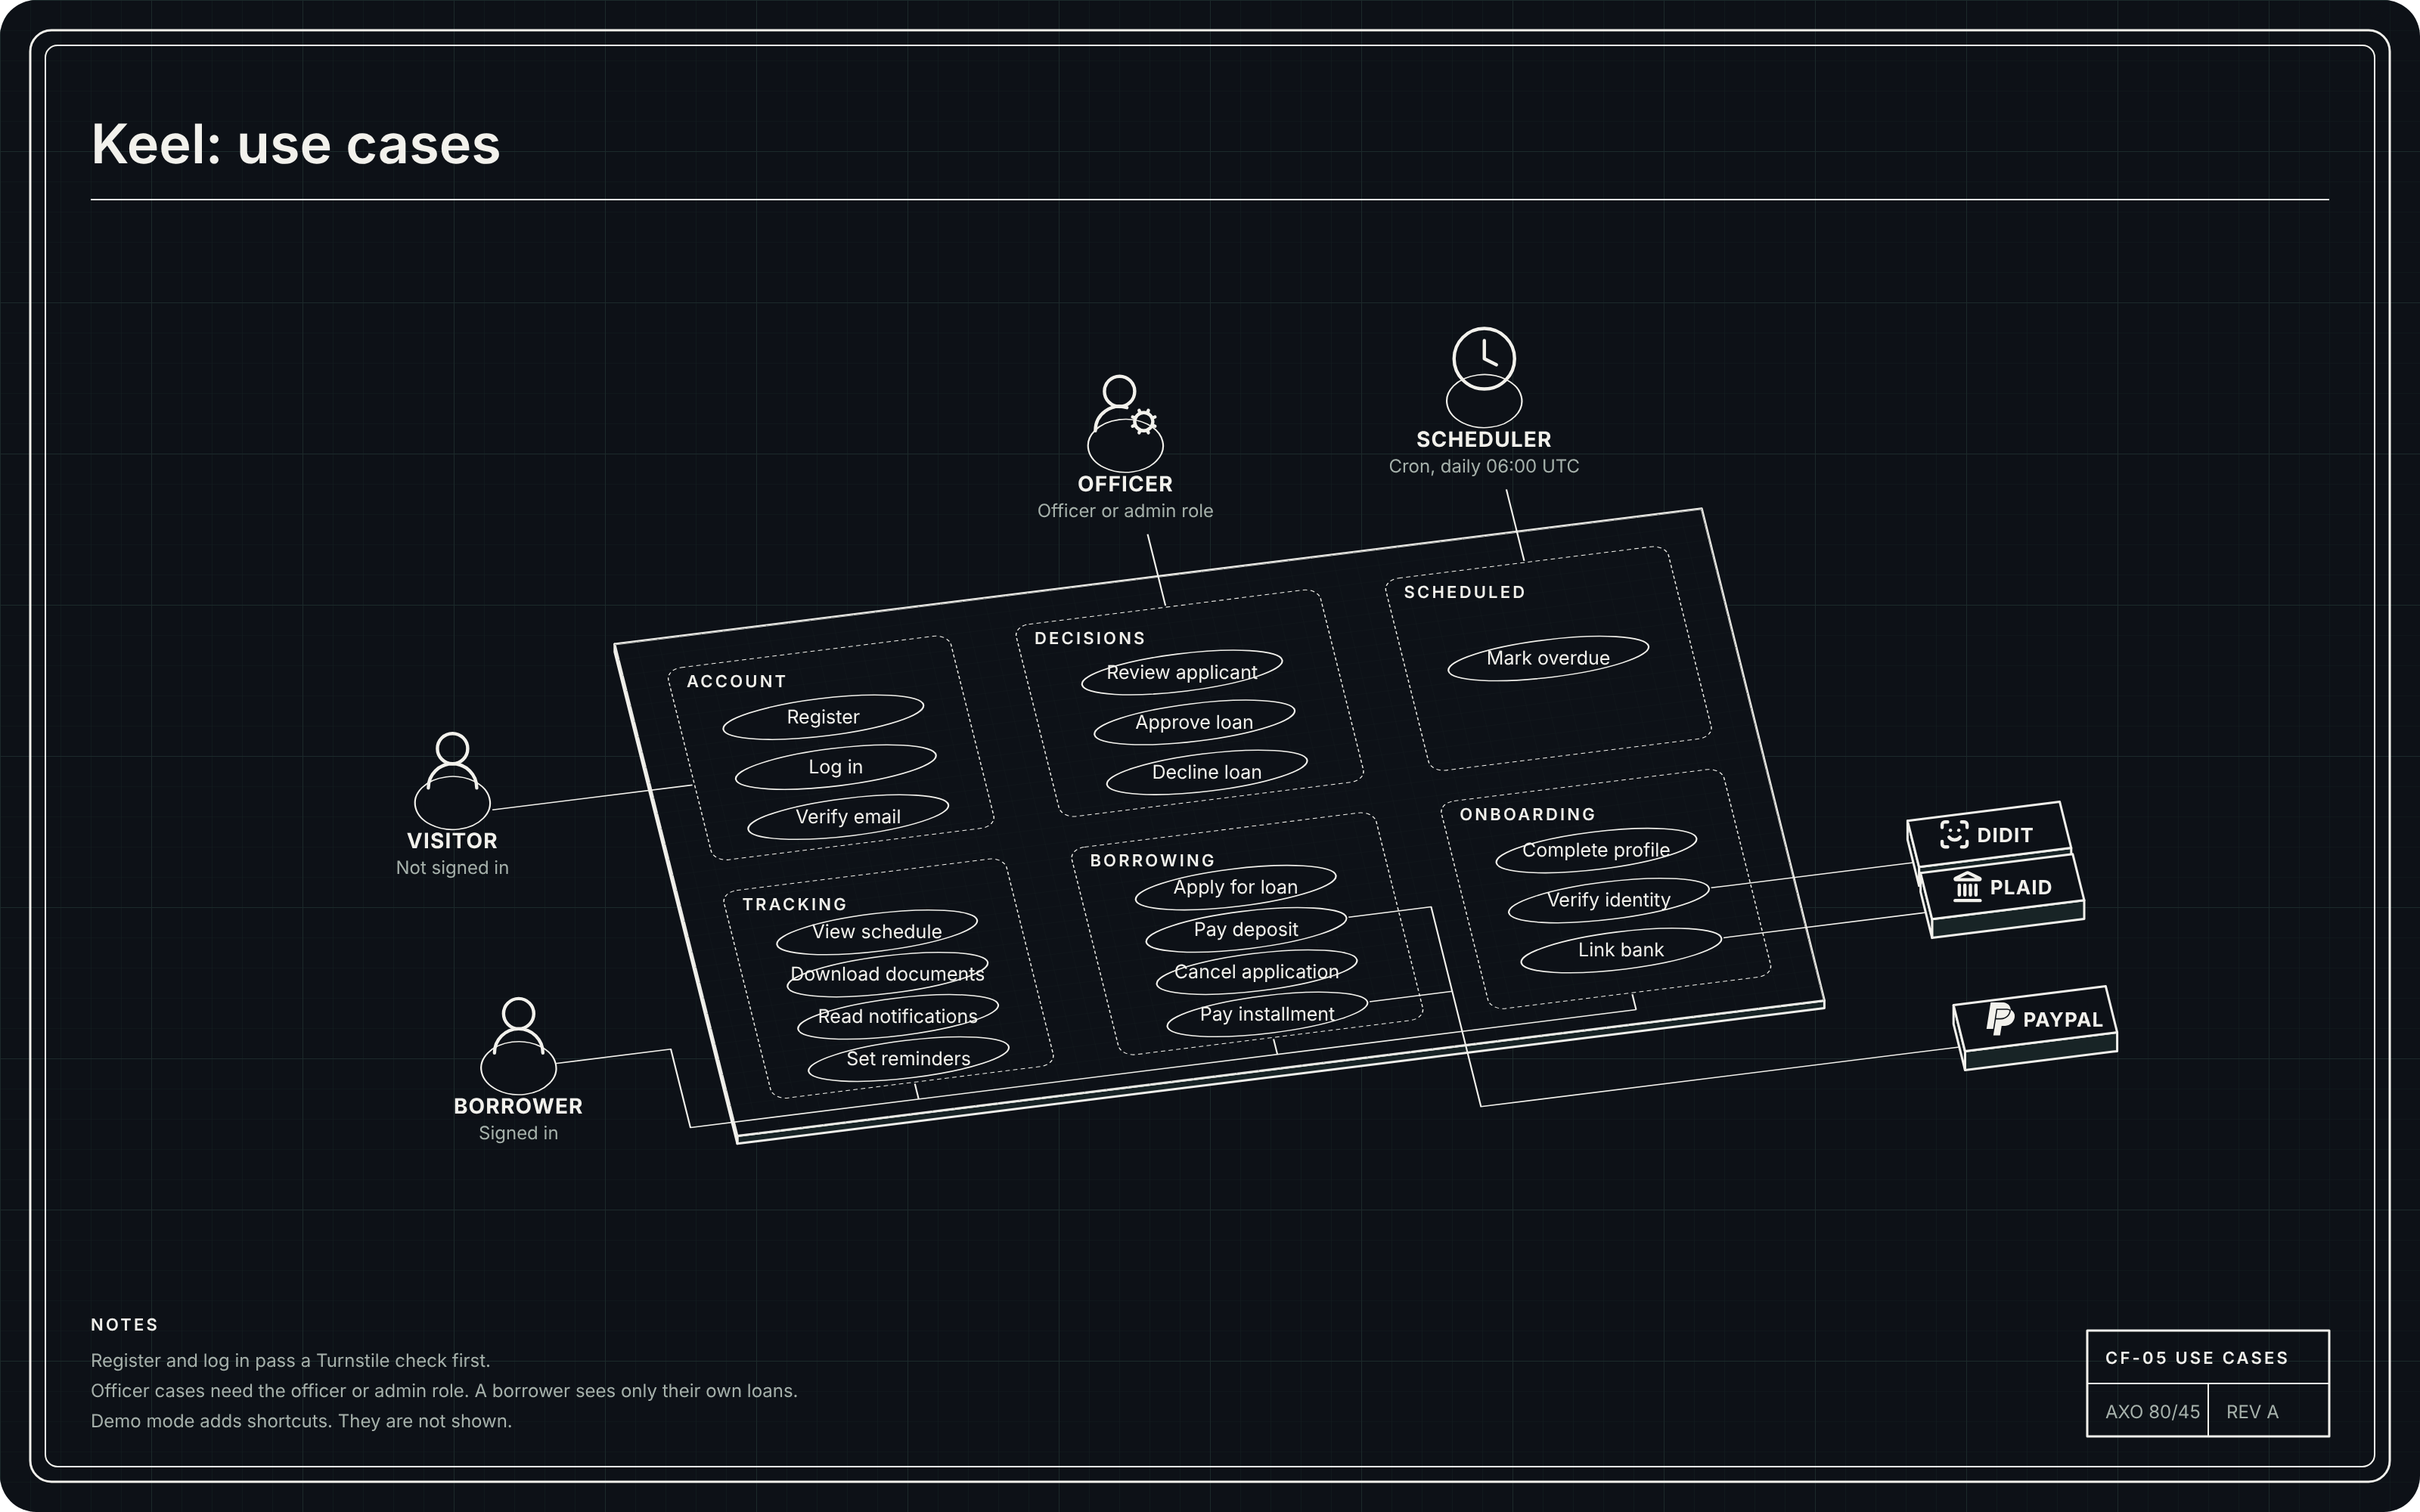 Keel: use cases
SCHEDULER
Cron, daily 06:00 UTC
OFFICER
Officer or admin role
VISITOR
Not signed in
BORROWER
Signed in
ACCOUNT
Register
Log in
Verify email
DECISIONS
Review applicant
Approve loan
Decline loan
SCHEDULED
Mark overdue
TRACKING
View schedule
Download documents
Read notifications
Set reminders
BORROWING
Apply for loan
Pay deposit
Cancel application
Pay installment
ONBOARDING
Complete profile
Verify identity
Link bank
DIDIT
PLAID
PAYPAL
NOTES
Register and log in pass a Turnstile check first.
Officer cases need the officer or admin role. A borrower sees only their own loans.
Demo mode adds shortcuts. They are not shown.
CF-05 USE CASES
AXO 80/45
REV A